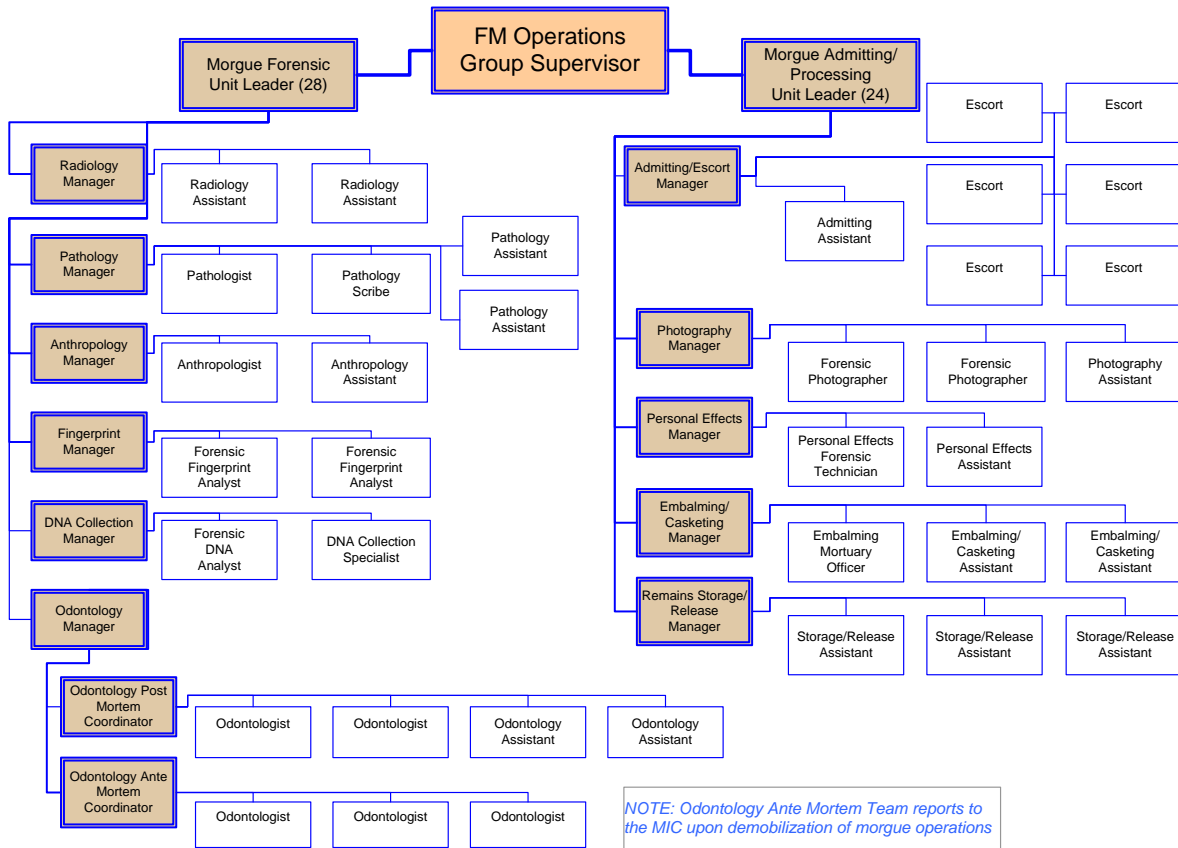 FM Operations
Group Supervisor
Morgue Forensic
Unit Leader (28)
Radiology
Manager
Radiology
Assistant
Radiology
Assistant
Pathology
Manager
Pathologist
Pathology
Scribe
Pathology
Assistant
Pathology
Assistant
Anthropology
Manager
Anthropologist
Anthropology
Assistant
Fingerprint
Manager
Forensic
Fingerprint
Analyst
Forensic
Fingerprint
Analyst
DNA Collection
Manager
Forensic
DNA
Analyst
DNA Collection
Specialist
Odontology
Manager
Odontology Post
Mortem
Coordinator
Odontologist
Odontologist
Odontology
Assistant
Odontology
Assistant
Odontology Ante
Mortem
Coordinator
Odontologist
Odontologist
Odontologist
Morgue Admitting/
Processing
Unit Leader (24)
Admitting/Escort
Manager
Escort
Escort
Escort
Escort
Escort
Escort
Admitting
Assistant
Photography
Manager
Forensic
Photographer
Forensic
Photographer
Photography
Assistant
Personal Effects
Manager
Personal Effects
Forensic
Technician
Personal Effects
Assistant
Embalming/
Casketing
Manager
Embalming
Mortuary
Officer
Embalming/
Casketing
Assistant
Embalming/
Casketing
Assistant
Remains Storage/
Release
Manager
Storage/Release
Assistant
Storage/Release
Assistant
Storage/Release
Assistant
NOTE: Odontology Ante Mortem Team reports to
the MIC upon demobilization of morgue operations